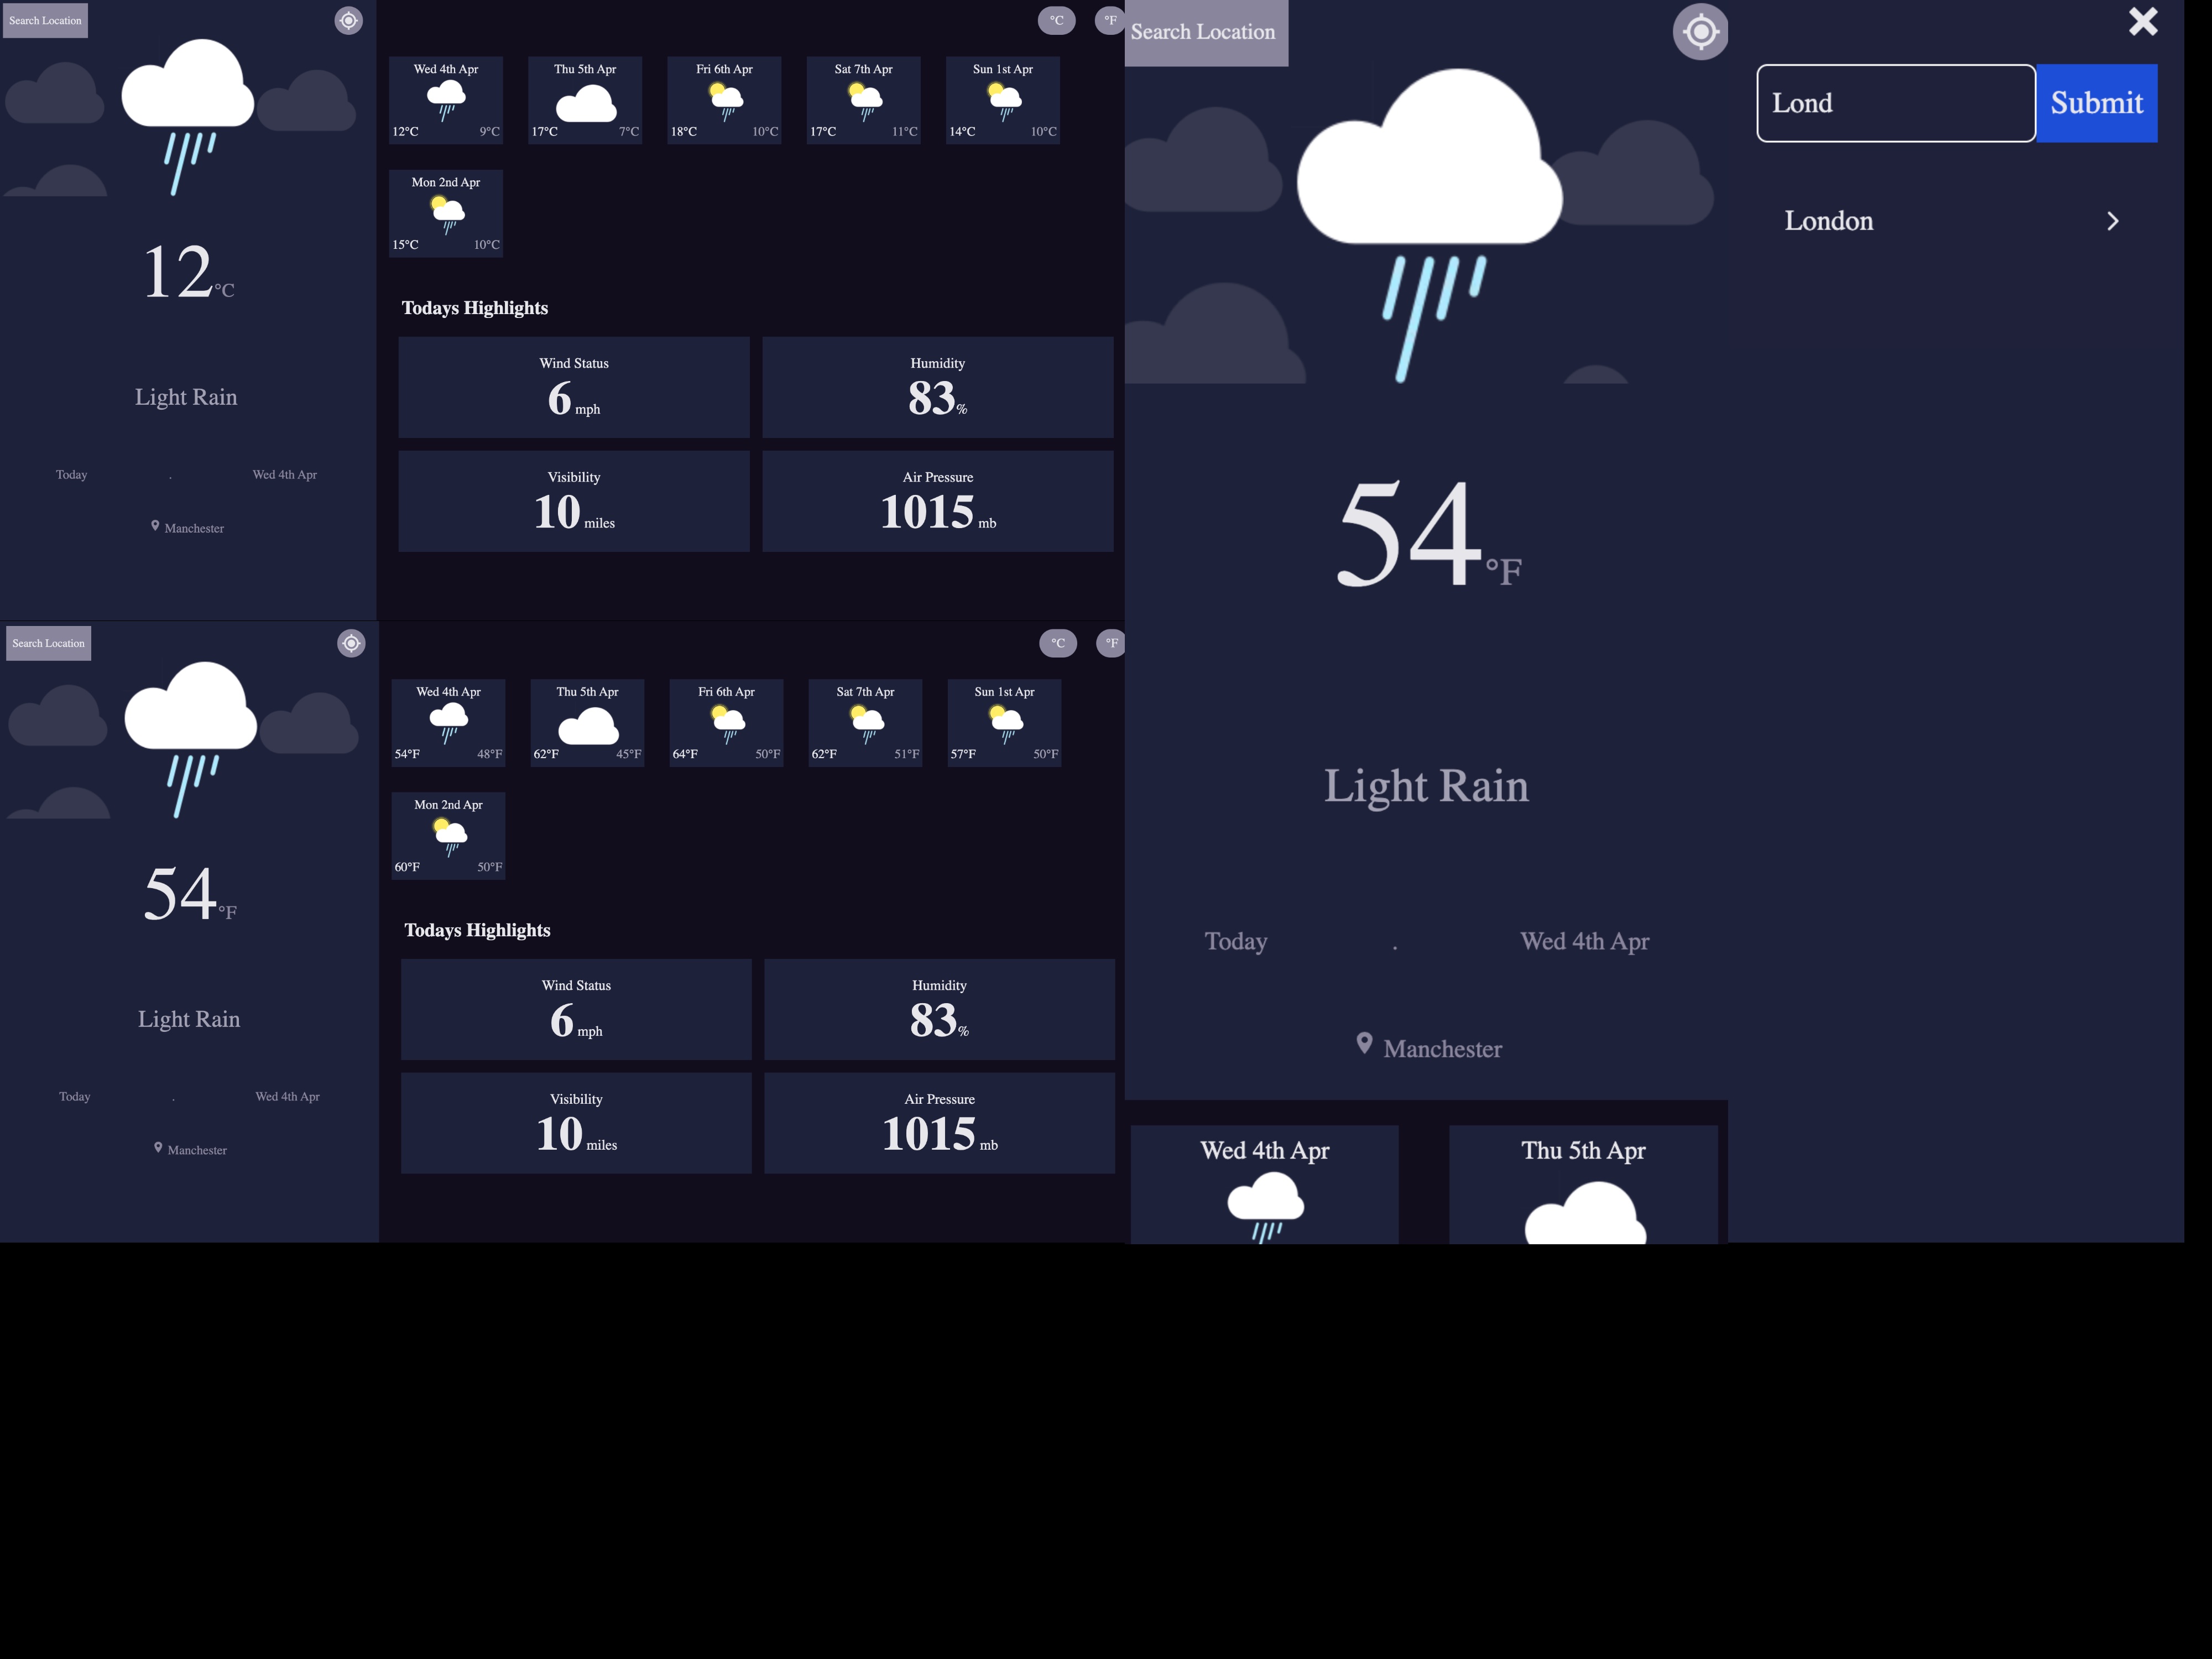 Search Location
°C °F
Wed 4th Apr Thu 5th Apr Fri 6th Apr Sat 7th Apr Sun 1st Apr
12°C 9°C 17°C 7°C 18°C 10°C 17°C 11°C 14°C 10°C
Mon 2nd Apr
15°C 10°C
12°C
Light Rain
Today . Wed 4th Apr
Manchester
Todays Highlights
Wind Status
6 mph
Humidity
83%
Visibility
10 miles
Air Pressure
1015 mb
Search Location
°C °F
Wed 4th Apr Thu 5th Apr Fri 6th Apr Sat 7th Apr Sun 1st Apr
54°F 48°F 62°F 45°F 64°F 50°F 62°F 51°F 57°F 50°F
Mon 2nd Apr
60°F 50°F
54°F
Light Rain
Today . Wed 4th Apr
Manchester
Todays Highlights
Wind Status
6 mph
Humidity
83%
Visibility
10 miles
Air Pressure
1015 mb
Search Location
54°F
Light Rain
Today . Wed 4th Apr
Manchester
Wed 4th Apr Thu 5th Apr
Lond Submit
London